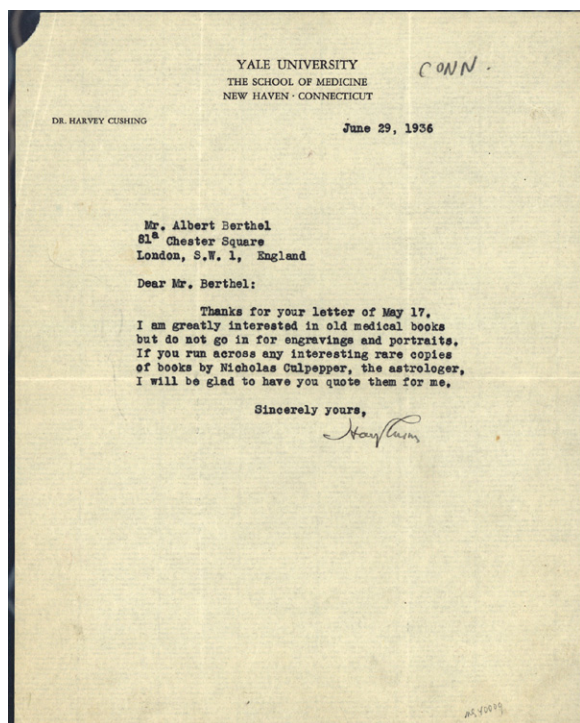 YALE UNIVERSITY
CONN.
THE SCHOOL OF MEDICINE
NEW HAVEN · CONNECTICUT
DR. HARVEY CUSHING
June 29, 1936
Mr. Albert Berthel
81a Chester Square
London, S.W. 1, England
Dear Mr. Berthel:
Thanks for your letter of May 17.
I am greatly interested in old medical books
but do not go in for engravings and portraits.
If you run across any interesting rare copies
of books by Nicholas Culpepper, the astrologer,
I will be glad to have you quote them for me.
Sincerely yours,